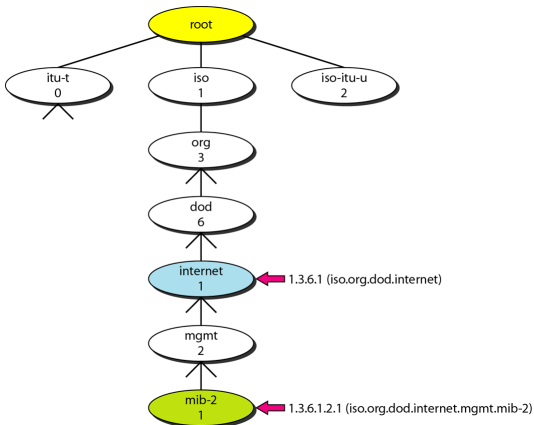 root
itu-t
0
iso
1
iso-itu-u
2
org
3
dod
6
internet
1
1.3.6.1 (iso.org.dod.internet)
mgmt
2
mib-2
1
1.3.6.1.2.1 (iso.org.dod.internet.mgmt.mib-2)